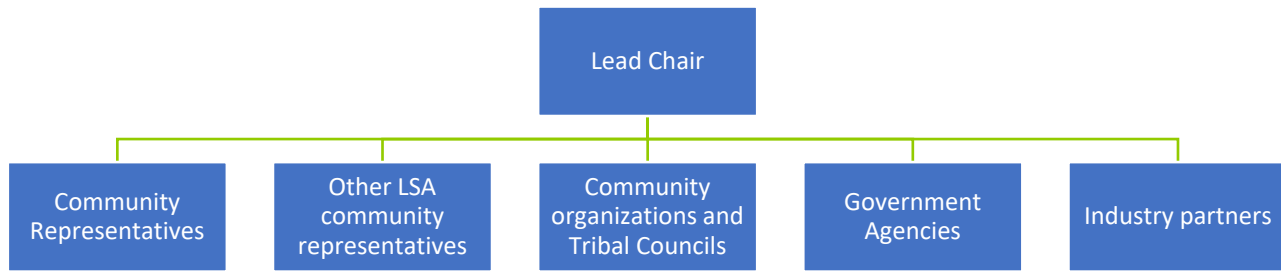 Lead Chair
Community
Representatives
Other LSA
community
representatives
Community
organizations and
Tribal Councils
Government
Agencies
Industry partners